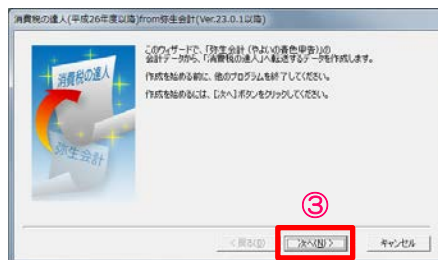 消費税の達人(平成26年度以降)from弥生会計(Ver.23.0.1以降)
消費税の達人
弥生会計
このウィザードで、「弥生会計(やよいの青色申告)」の
会計データから、「消費税の達人」へ転送するデータを作成します。
作成を始める前に、他のプログラムを終了してください。
作成を始めるには、[次へ]ボタンをクリックしてください。
③
< 戻る(B)
次へ(N) >
キャンセル